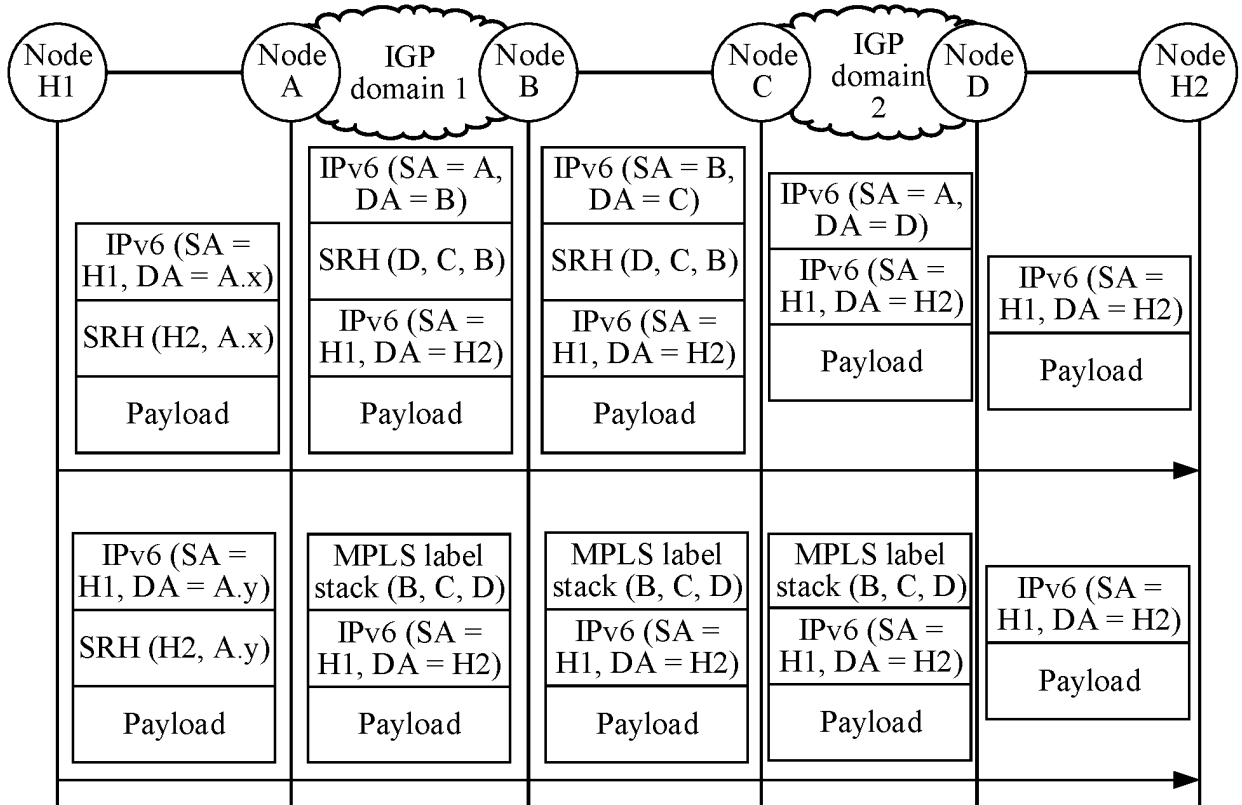 Node
H1
Node
A
IGP
domain 1
Node
B
Node
C
IGP
domain
2
Node
D
Node
H2
IPv6 (SA =
H1, DA = A.x)
SRH (H2, A.x)
Payload
IPv6 (SA = A,
DA = B)
SRH (D, C, B)
IPv6 (SA =
H1, DA = H2)
Payload
IPv6 (SA = B,
DA = C)
SRH (D, C, B)
IPv6 (SA =
H1, DA = H2)
Payload
IPv6 (SA = A,
DA = D)
IPv6 (SA =
H1, DA = H2)
Payload
IPv6 (SA =
H1, DA = H2)
Payload
IPv6 (SA =
H1, DA = A.y)
SRH (H2, A.y)
Payload
MPLS label
stack (B, C, D)
IPv6 (SA =
H1, DA = H2)
Payload
MPLS label
stack (B, C, D)
IPv6 (SA =
H1, DA = H2)
Payload
MPLS label
stack (B, C, D)
IPv6 (SA =
H1, DA = H2)
Payload
IPv6 (SA =
H1, DA = H2)
Payload